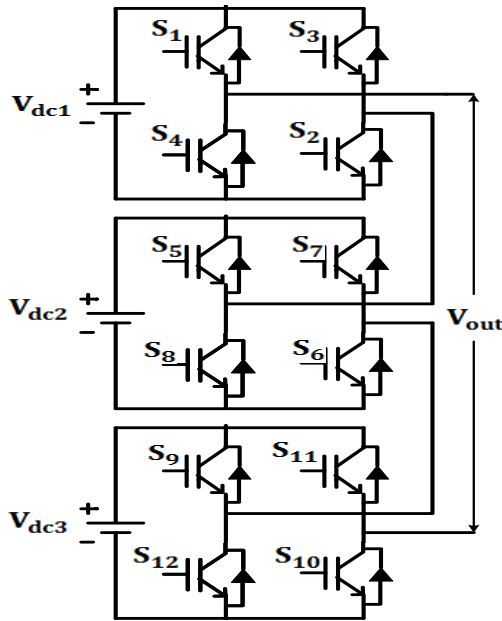 S1 S3
+
Vdc1
−
S4 S2
S5 S7
+
Vdc2
−
Vout
S8 S6
S9 S11
+
Vdc3
−
S12 S10